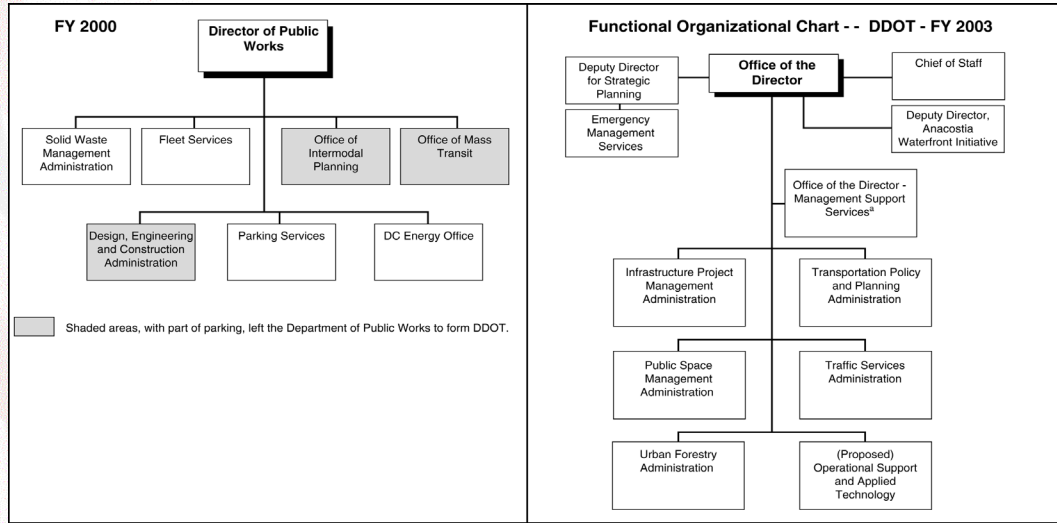 FY 2000
Director of Public
Works
Solid Waste
Management
Administration
Fleet Services
Office of
Intermodal
Planning
Office of Mass
Transit
Design, Engineering
and Construction
Administration
Parking Services
DC Energy Office
Shaded areas, with part of parking, left the Department of Public Works to form DDOT.
Functional Organizational Chart - - DDOT - FY 2003
Deputy Director
for Strategic
Planning
Office of the
Director
Chief of Staff
Emergency
Management
Services
Deputy Director,
Anacostia
Waterfront Initiative
Office of the Director -
Management Support
Servicesª
Infrastructure Project
Management
Administration
Transportation Policy
and Planning
Administration
Public Space
Management
Administration
Traffic Services
Administration
Urban Forestry
Administration
(Proposed)
Operational Support
and Applied
Technology